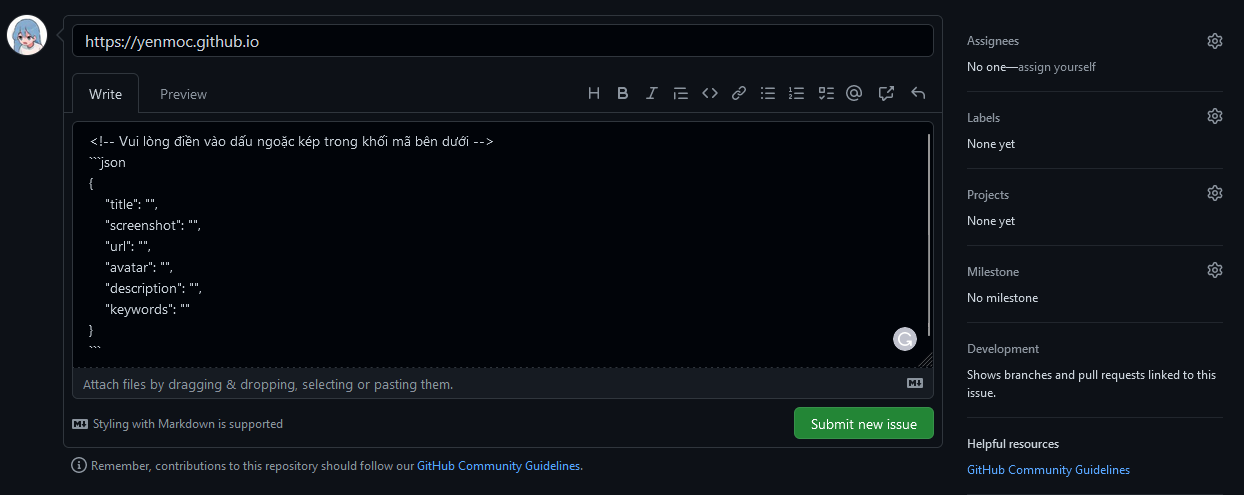 https://yenmoc.github.io
Write
Preview
<!-- Vui lòng điền vào dấu ngoặc kép trong khối mã bên dưới -->
```json
{
"title": "",
"screenshot": "",
"url": "",
"avatar": "",
"description": "",
"keywords": ""
}
```
Attach files by dragging & dropping, selecting or pasting them.
Styling with Markdown is supported
Submit new issue
Remember, contributions to this repository should follow our GitHub Community Guidelines.
Assignees
No one—assign yourself
Labels
None yet
Projects
None yet
Milestone
No milestone
Development
Shows branches and pull requests linked to this
issue.
Helpful resources
GitHub Community Guidelines